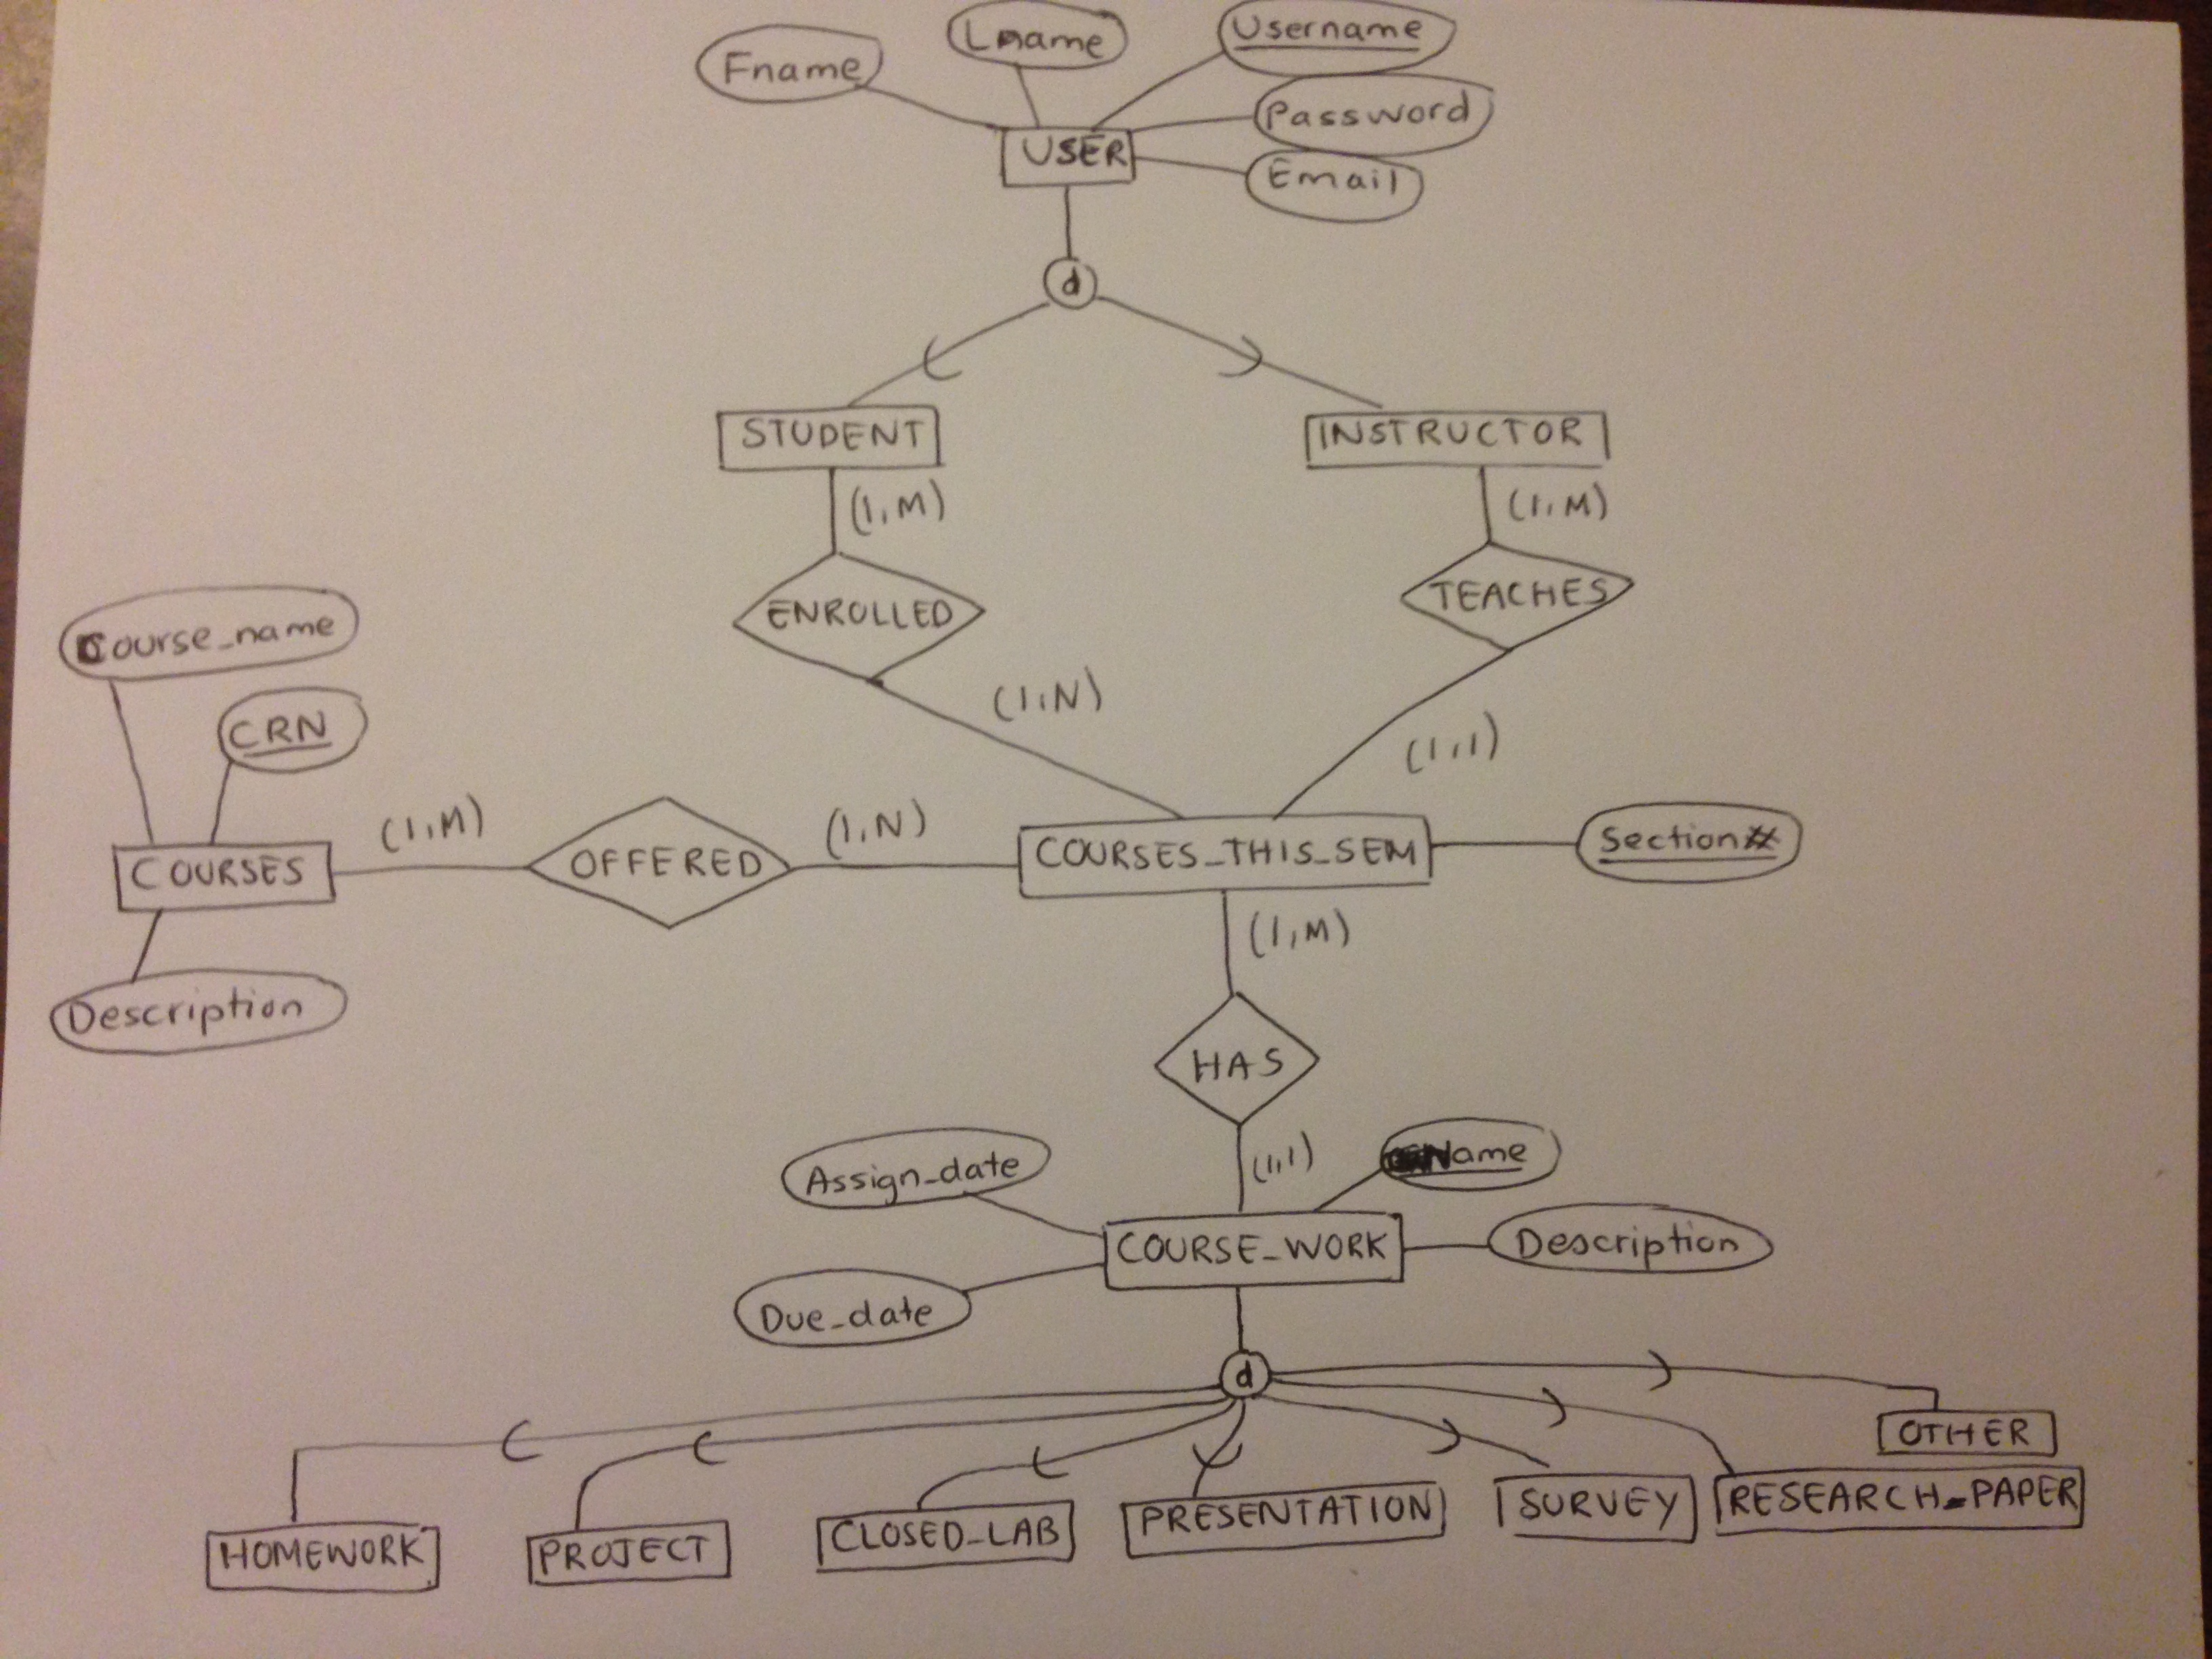 Fname
Lname
Username
Password
Email
USER
d
STUDENT
INSTRUCTOR
(1,M)
(1,M)
ENROLLED
TEACHES
(1,N)
(1,1)
Course_name
CRN
COURSES
Description
(1,M)
OFFERED
(1,N)
COURSES_THIS_SEM
Section#
(1,M)
HAS
(1,1)
Assign_date
Due_date
COURSE_WORK
Name
Description
d
HOMEWORK
PROJECT
CLOSED_LAB
PRESENTATION
SURVEY
RESEARCH_PAPER
OTHER